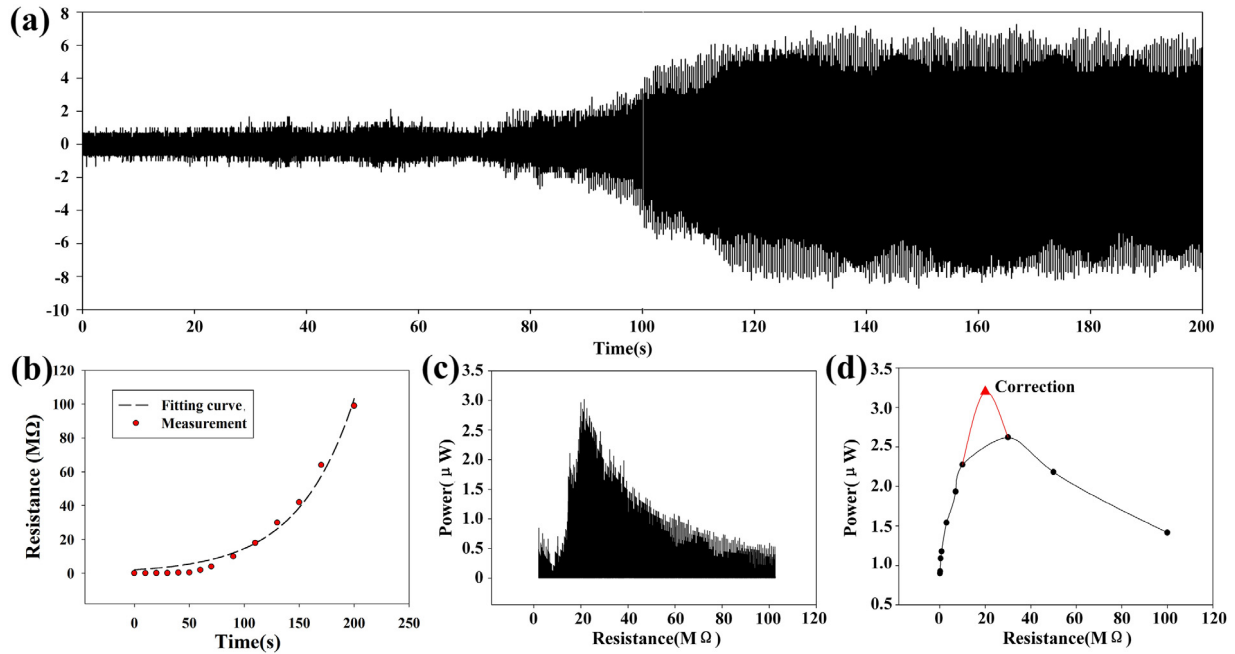 (a)
8
6
4
2
0
-2
-4
-6
-8
-10
0 20 40 60 80 100 120 140 160 180 200
Time(s)
(b)
Resistance (MΩ)
120
100
80
60
40
20
0
Fitting curve.
Measurement
0 50 100 150 200 250
Time(s)
(c)
Power(μW)
3.5
3.0
2.5
2.0
1.5
1.0
.5
0
0 20 40 60 80 100 120
Resistance(MΩ)
(d)
Power(μW)
3.5
3.0
2.5
2.0
1.5
1.0
0.5
Correction
0 20 40 60 80 100 120
Resistance(MΩ)